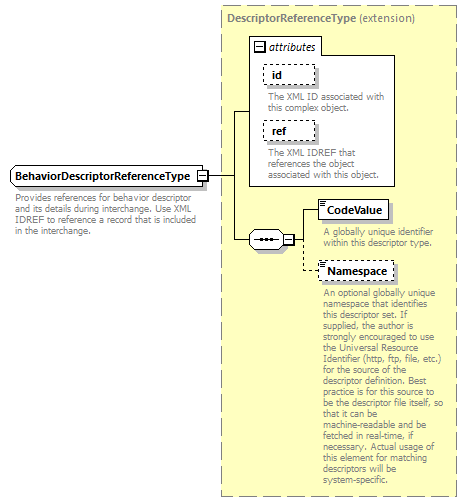 DescriptorReferenceType (extension)
attributes
id
The XML ID associated with
this complex object.
ref
The XML IDREF that
references the object
associated with this object.
BehaviorDescriptorReferenceType
Provides references for behavior descriptor
and its details during interchange. Use XML
IDREF to reference a record that is included
in the interchange.
CodeValue
A globally unique identifier
within this descriptor type.
Namespace
An optional globally unique
namespace that identifies
this descriptor set. If
supplied, the author is
strongly encouraged to use
the Universal Resource
Identifier (http, ftp, file, etc.)
for the source of the
descriptor definition. Best
practice is for this source to
be the descriptor file itself, so
that it can be
machine-readable and be
fetched in real-time, if
necessary. Actual usage of
this element for matching
descriptors will be
system-specific.